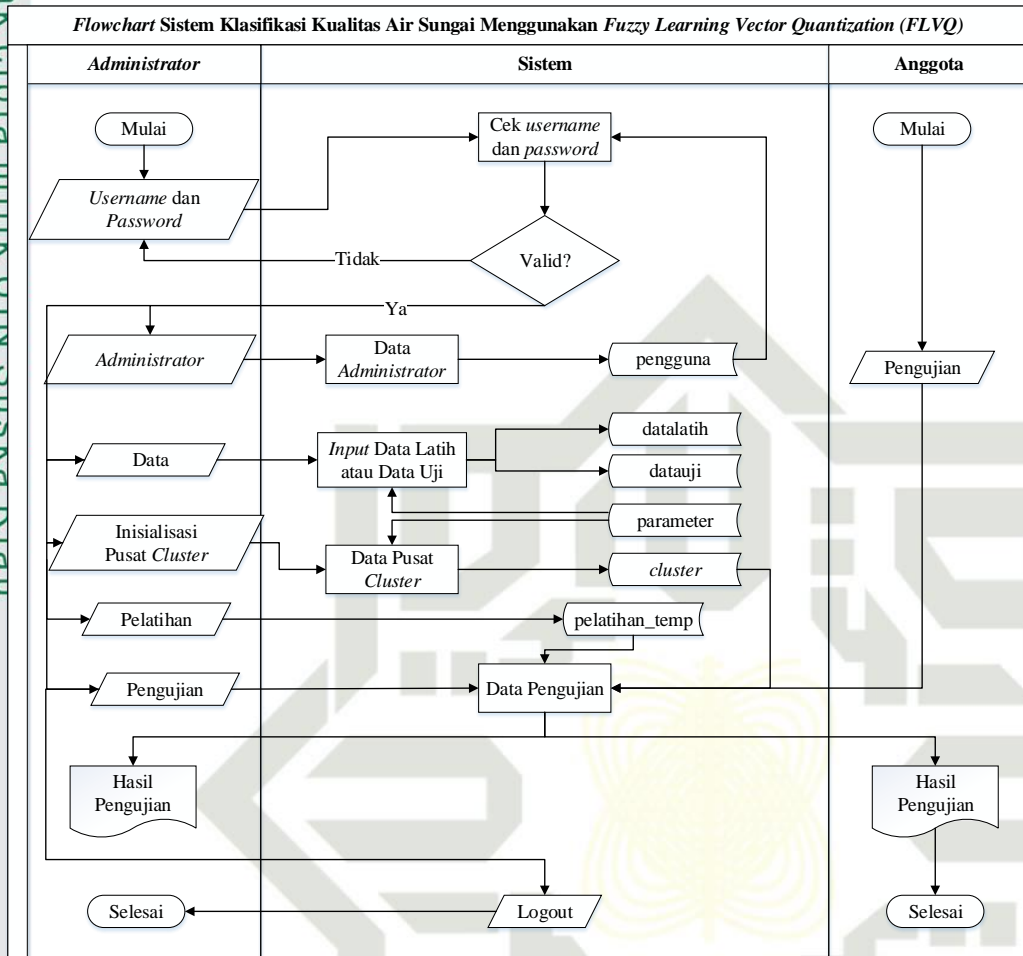 Flowchart Sistem Klasifikasi Kualitas Air Sungai Menggunakan Fuzzy Learning Vector Quantization (FLVQ)
Administrator
Sistem
Anggota
Mulai
Cek username
dan password
Mulai
Username dan
Password
Valid?
Tidak
Ya
Administrator
Data
Administrator
pengguna
Pengujian
Data
Input Data Latih
atau Data Uji
datalatih
datauji
parameter
Inisialisasi
Pusat Cluster
Data Pusat
Cluster
cluster
Pelatihan
pelatihan_temp
Pengujian
Data Pengujian
Hasil
Pengujian
Hasil
Pengujian
Selesai
Logout
Selesai